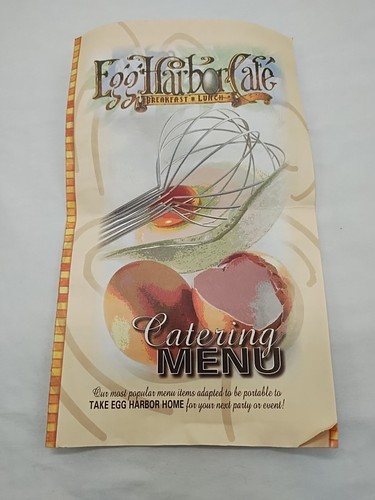 Egg Harbor Café
BREAKFAST & LUNCH
Catering
MENU
Our most popular menu items adapted to be portable to
TAKE EGG HARBOR HOME for your next party or event!